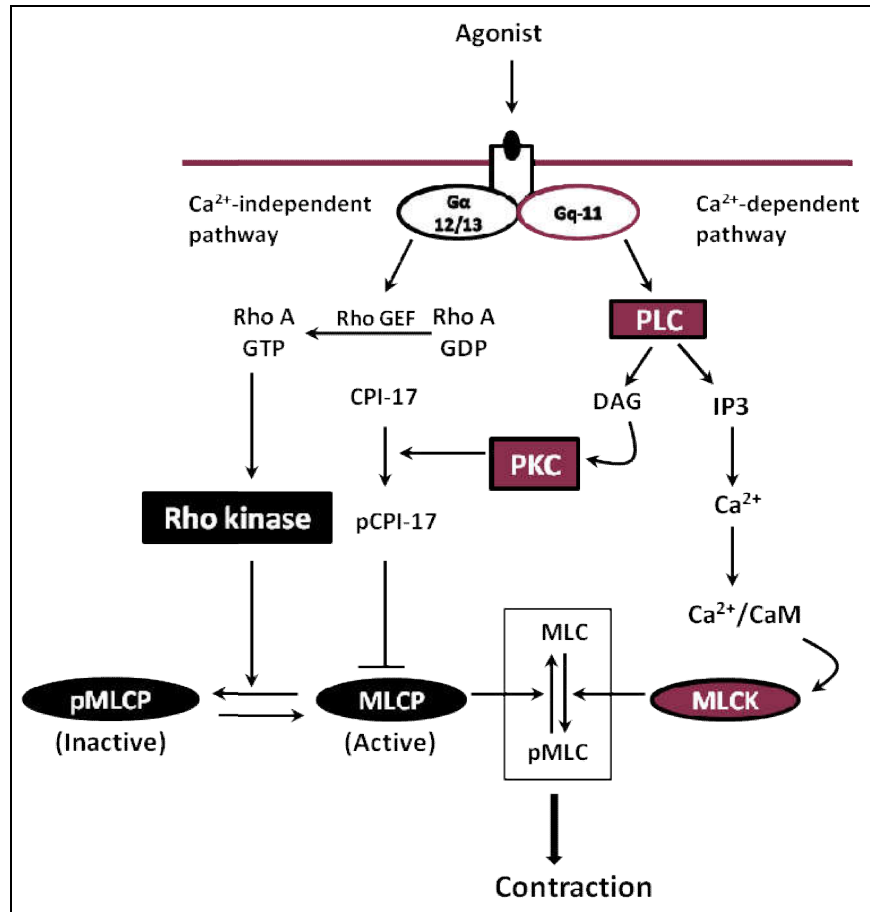 Agonist
Ca²⁺-independent
pathway
Gα
12/13
Gq-11
Ca²⁺-dependent
pathway
Rho A
GTP
Rho GEF
Rho A
GDP
PLC
CPI-17
DAG
IP3
PKC
Rho kinase
pCPI-17
Ca²⁺
Ca²⁺/CaM
MLC
pMLCP
(Inactive)
MLCP
(Active)
pMLC
MLCK
Contraction